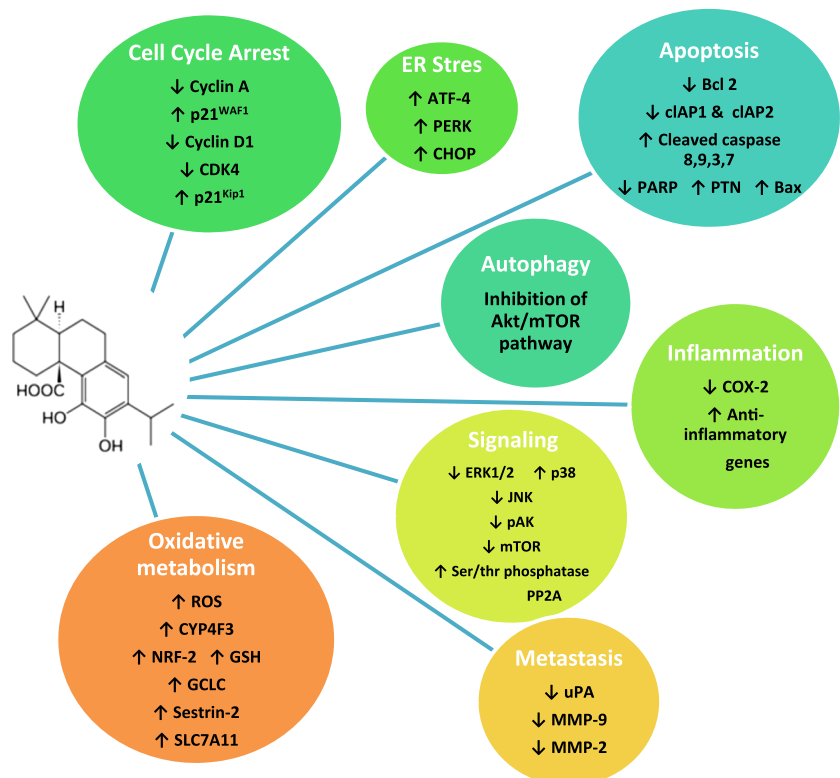 Cell Cycle Arrest
↓ Cyclin A
↑ p21WAF1
↓ Cyclin D1
↓ CDK4
↑ p21Kip1
ER Stres
↑ ATF-4
↑ PERK
↑ CHOP
Apoptosis
↓ Bcl 2
↓ clAP1 & clAP2
↑ Cleaved caspase
8,9,3,7
↓ PARP ↑ PTN ↑ Bax
Autophagy
Inhibition of
Akt/mTOR
pathway
Inflammation
↓ COX-2
↑ Anti-
inflammatory
genes
H
HOOC
HO
OH
Signaling
↓ ERK1/2 ↑ p38
↓ JNK
↓ pAK
↓ mTOR
↑ Ser/thr phosphatase
PP2A
Oxidative
metabolism
↑ ROS
↑ CYP4F3
↑ NRF-2 ↑ GSH
↑ GCLC
↑ Sestrin-2
↑ SLC7A11
Metastasis
↓ uPA
↓ MMP-9
↓ MMP-2